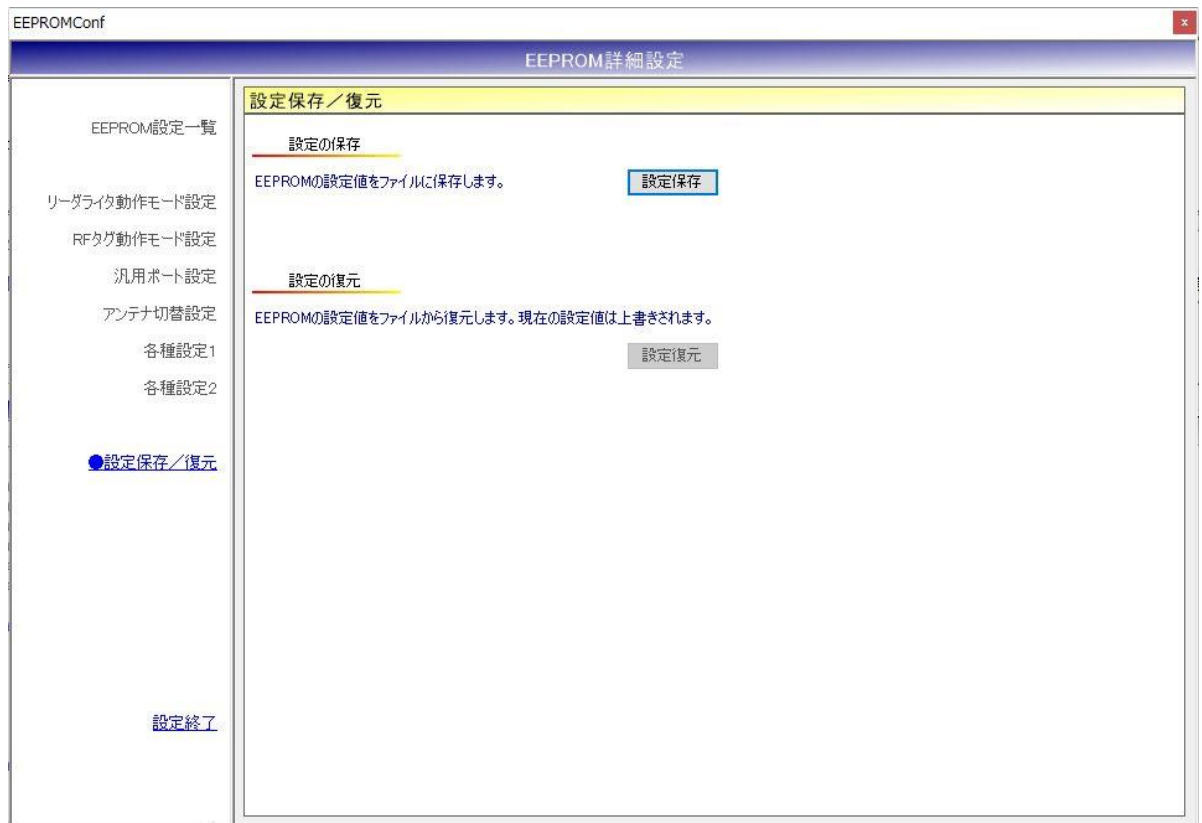 EEPROMConf
x
EEPROM詳細設定
EEPROM設定一覧
リーダライタ動作モード設定
RFタグ動作モード設定
汎用ポート設定
アンテナ切替設定
各種設定1
各種設定2
●設定保存／復元
設定終了
設定保存／復元
設定の保存
EEPROMの設定値をファイルに保存します。
設定保存
設定の復元
EEPROMの設定値をファイルから復元します。現在の設定値は上書きされます。
設定復元